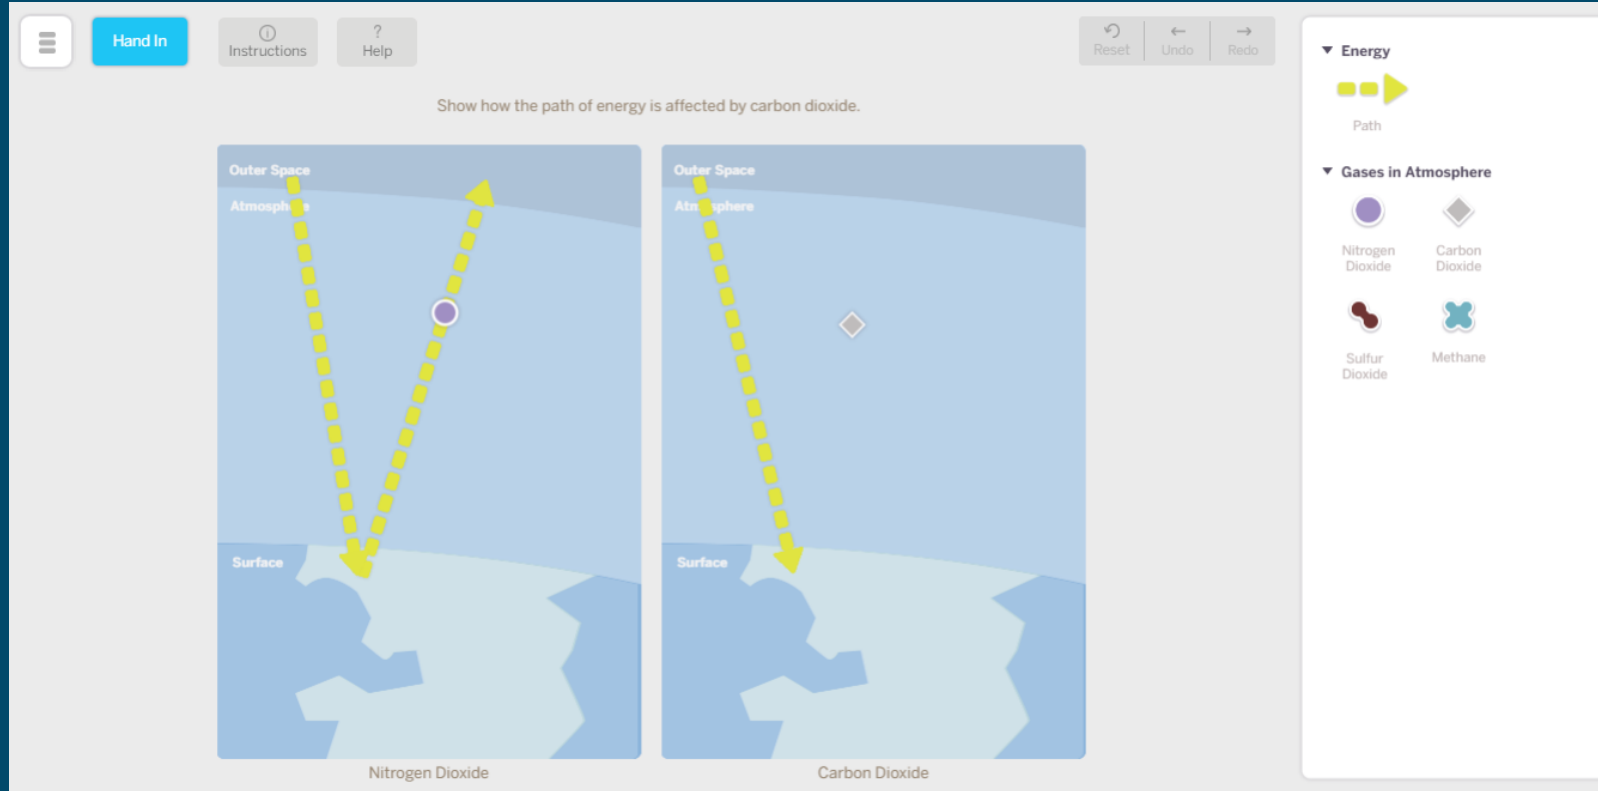 Hand In
Instructions
?
Help
Reset
Undo
Redo
Show how the path of energy is affected by carbon dioxide.
Outer Space
Atmosphere
Surface
Nitrogen Dioxide
Outer Space
Atmosphere
Surface
Carbon Dioxide
Energy
Path
Gases in Atmosphere
Nitrogen
Dioxide
Carbon
Dioxide
Sulfur
Dioxide
Methane